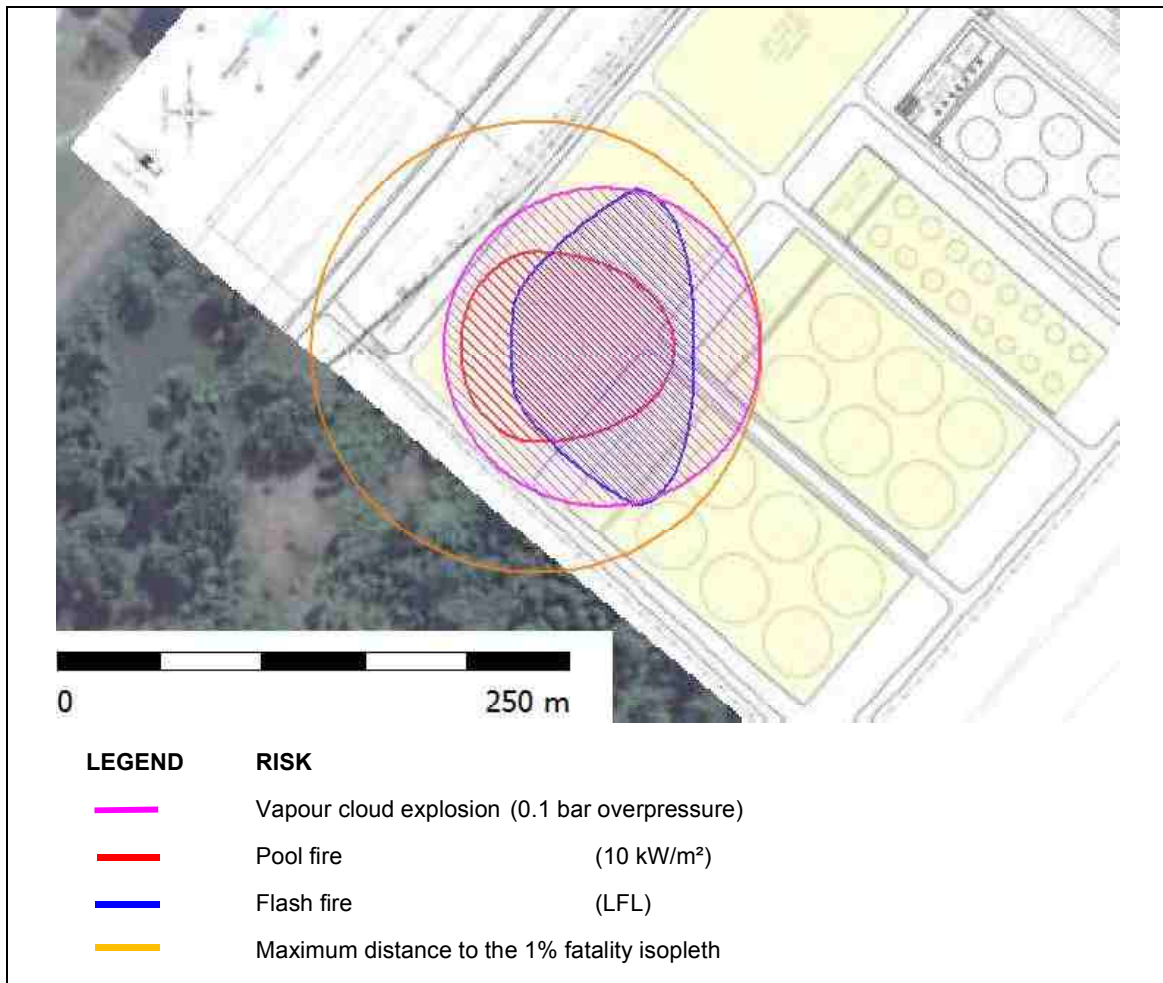 0 250 m
LEGEND RISK
Vapour cloud explosion (0.1 bar overpressure)
Pool fire (10 kW/m²)
Flash fire (LFL)
Maximum distance to the 1% fatality isopleth